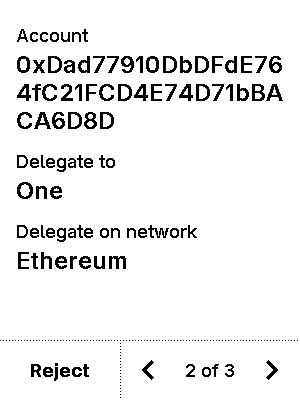 Account
0xDad77910DbDFdE76
4fC21FCD4E74D71bBA
CA6D8D
Delegate to
One
Delegate on network
Ethereum
Reject
2 of 3